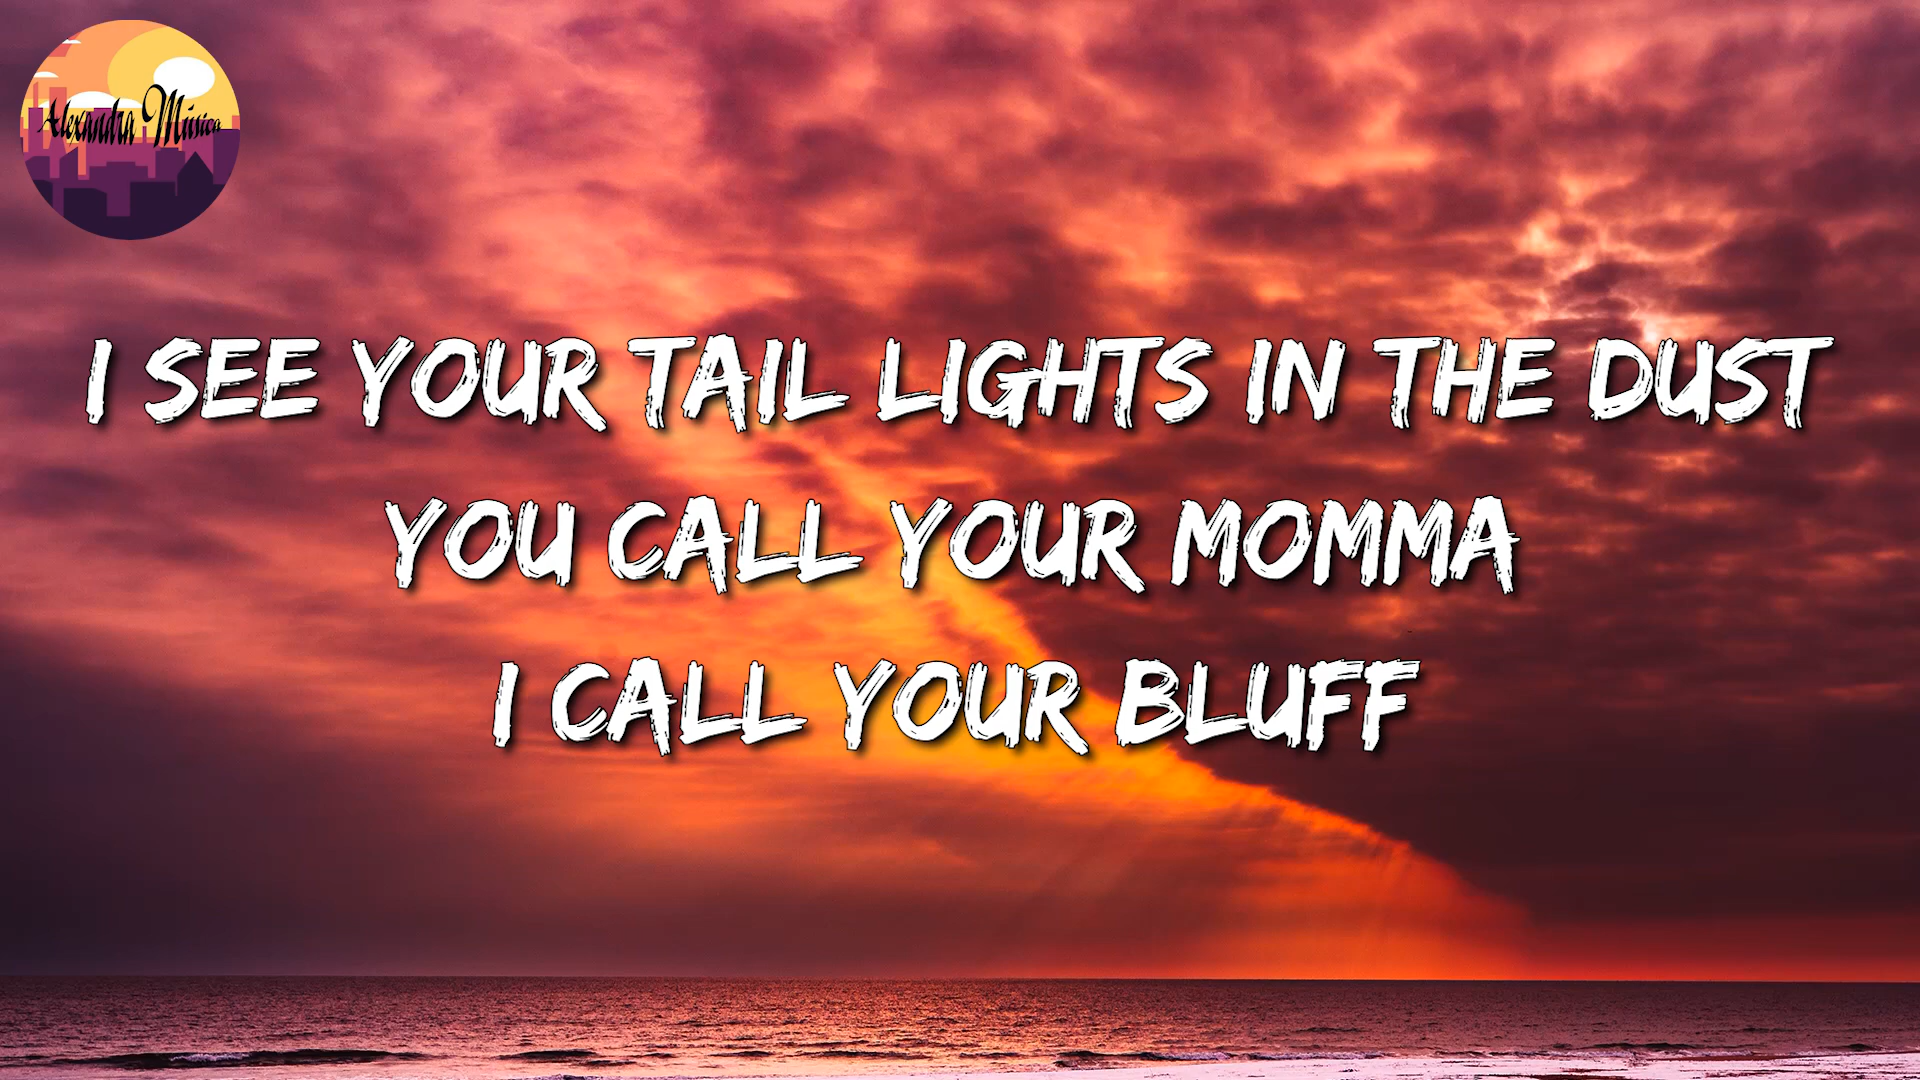 Alexandra Música
I SEE YOUR TAIL LIGHTS IN THE DUST
YOU CALL YOUR MOMMA
I CALL YOUR BLUFF